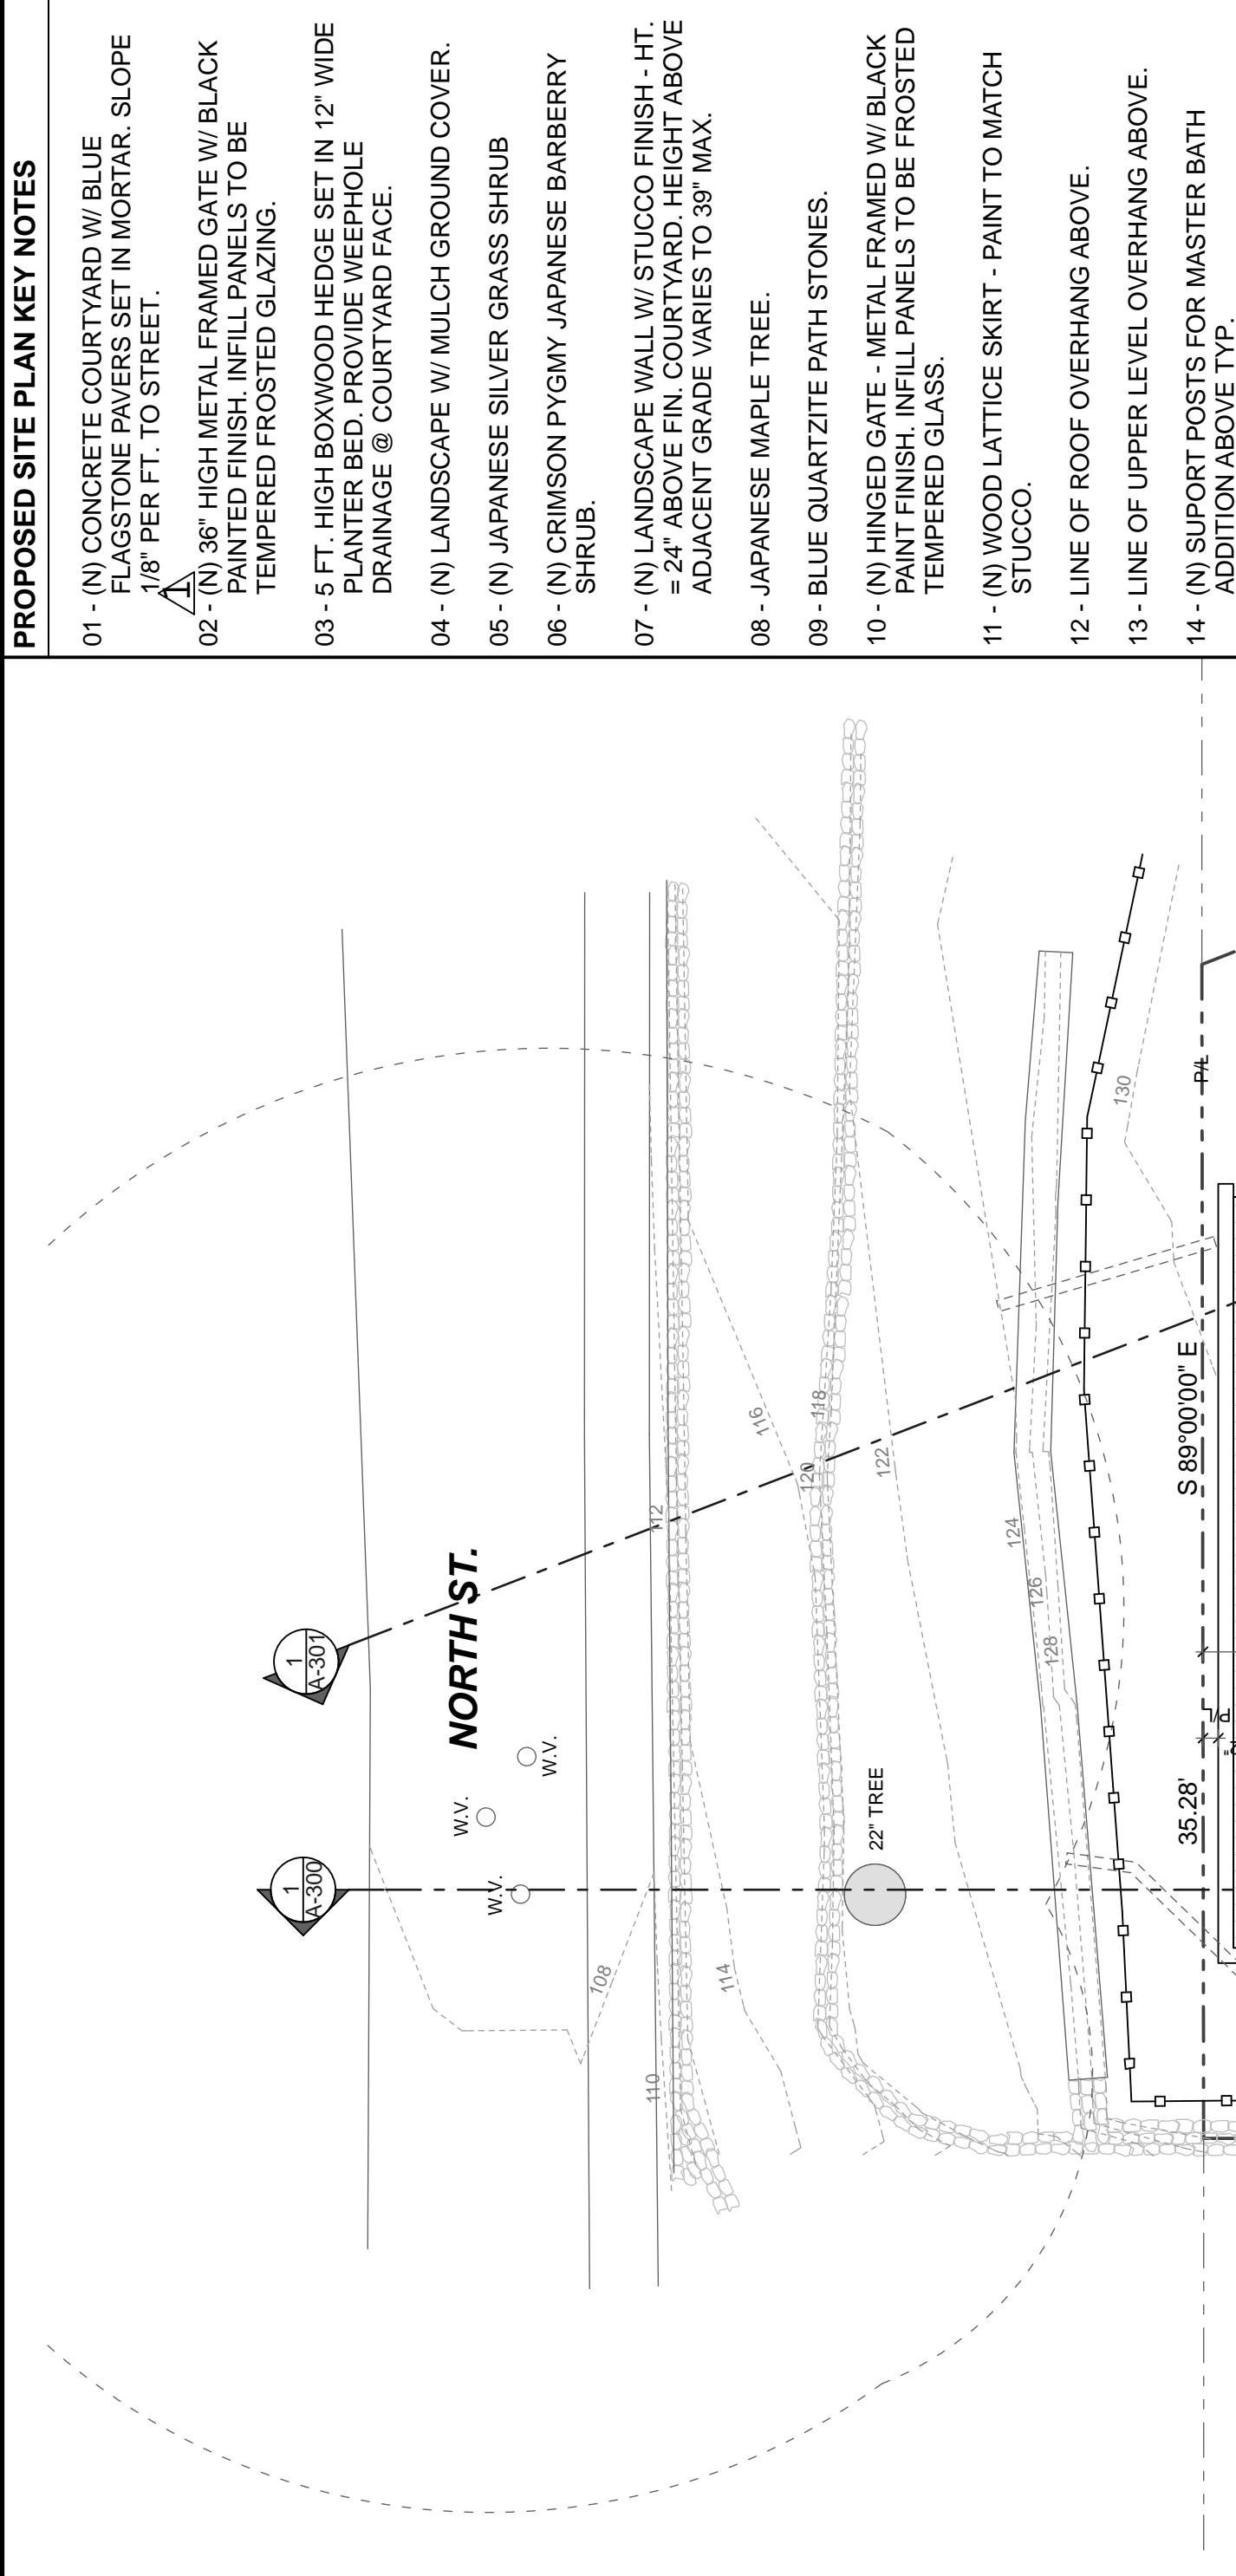 PROPOSED SITE PLAN KEY NOTES
01 - (N) CONCRETE COURTYARD W/ BLUE
FLAGSTONE PAVERS SET IN MORTAR. SLOPE
1/8" PER FT. TO STREET.
1
02 - (N) 36" HIGH METAL FRAMED GATE W/ BLACK
PAINTED FINISH. INFILL PANELS TO BE
TEMPERED FROSTED GLAZING.
03 - 5 FT. HIGH BOXWOOD HEDGE SET IN 12" WIDE
PLANTER BED. PROVIDE WEEPHOLE
DRAINAGE @ COURTYARD FACE.
04 - (N) LANDSCAPE W/ MULCH GROUND COVER.
05 - (N) JAPANESE SILVER GRASS SHRUB
06 - (N) CRIMSON PYGMY JAPANESE BARBERRY
SHRUB.
07 - (N) LANDSCAPE WALL W/ STUCCO FINISH - HT.
= 24" ABOVE FIN. COURTYARD. HEIGHT ABOVE
ADJACENT GRADE VARIES TO 39" MAX.
08 - JAPANESE MAPLE TREE.
09 - BLUE QUARTZITE PATH STONES.
10 - (N) HINGED GATE - METAL FRAMED W/ BLACK
PAINT FINISH. INFILL PANELS TO BE FROSTED
TEMPERED GLASS.
11 - (N) WOOD LATTICE SKIRT - PAINT TO MATCH
STUCCO.
12 - LINE OF ROOF OVERHANG ABOVE.
13 - LINE OF UPPER LEVEL OVERHANG ABOVE.
14 - (N) SUPORT POSTS FOR MASTER BATH
ADDITION ABOVE TYP.
1
A-300
1
A-301
NORTH ST.
W.V.
W.V.
W.V.
108
110
112
114
116
118
120
122
124
126
128
130
22" TREE
35.28'
S 89°00'00" E
P/L
P/L